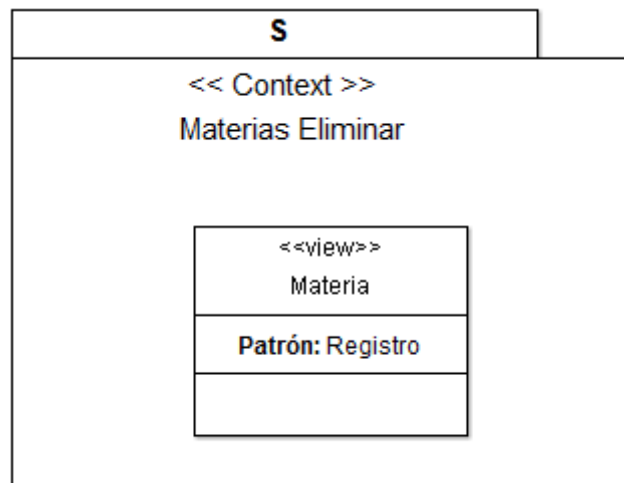 S
<< Context >>
Materias Eliminar
<<view>>
Materia
Patrón: Registro